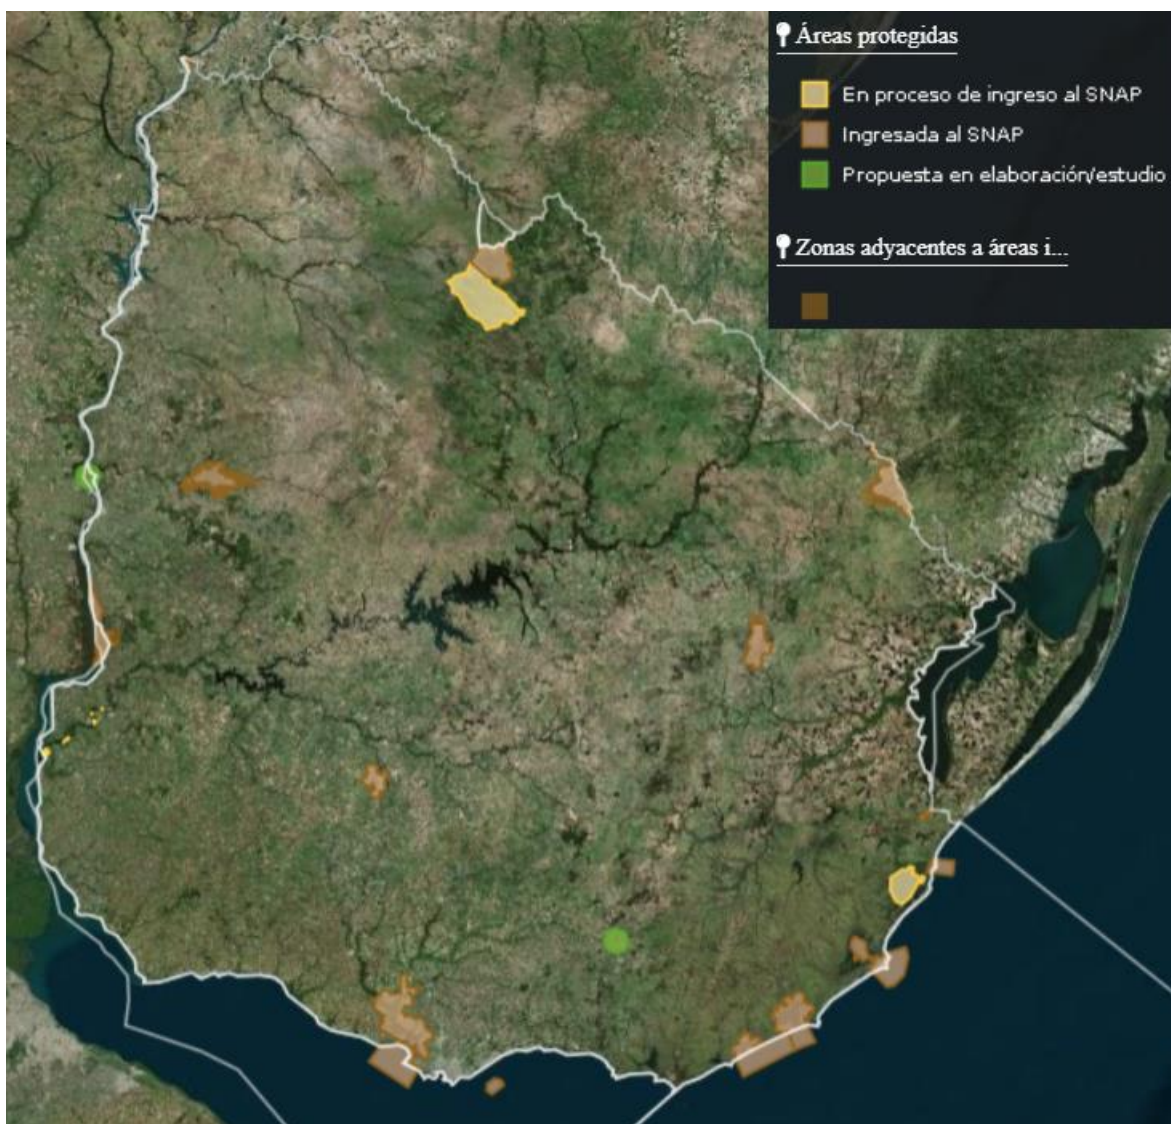 Áreas protegidas
En proceso de ingreso al SNAP
Ingresada al SNAP
Propuesta en elaboración/estudio
Zonas adyacentes a áreas i...